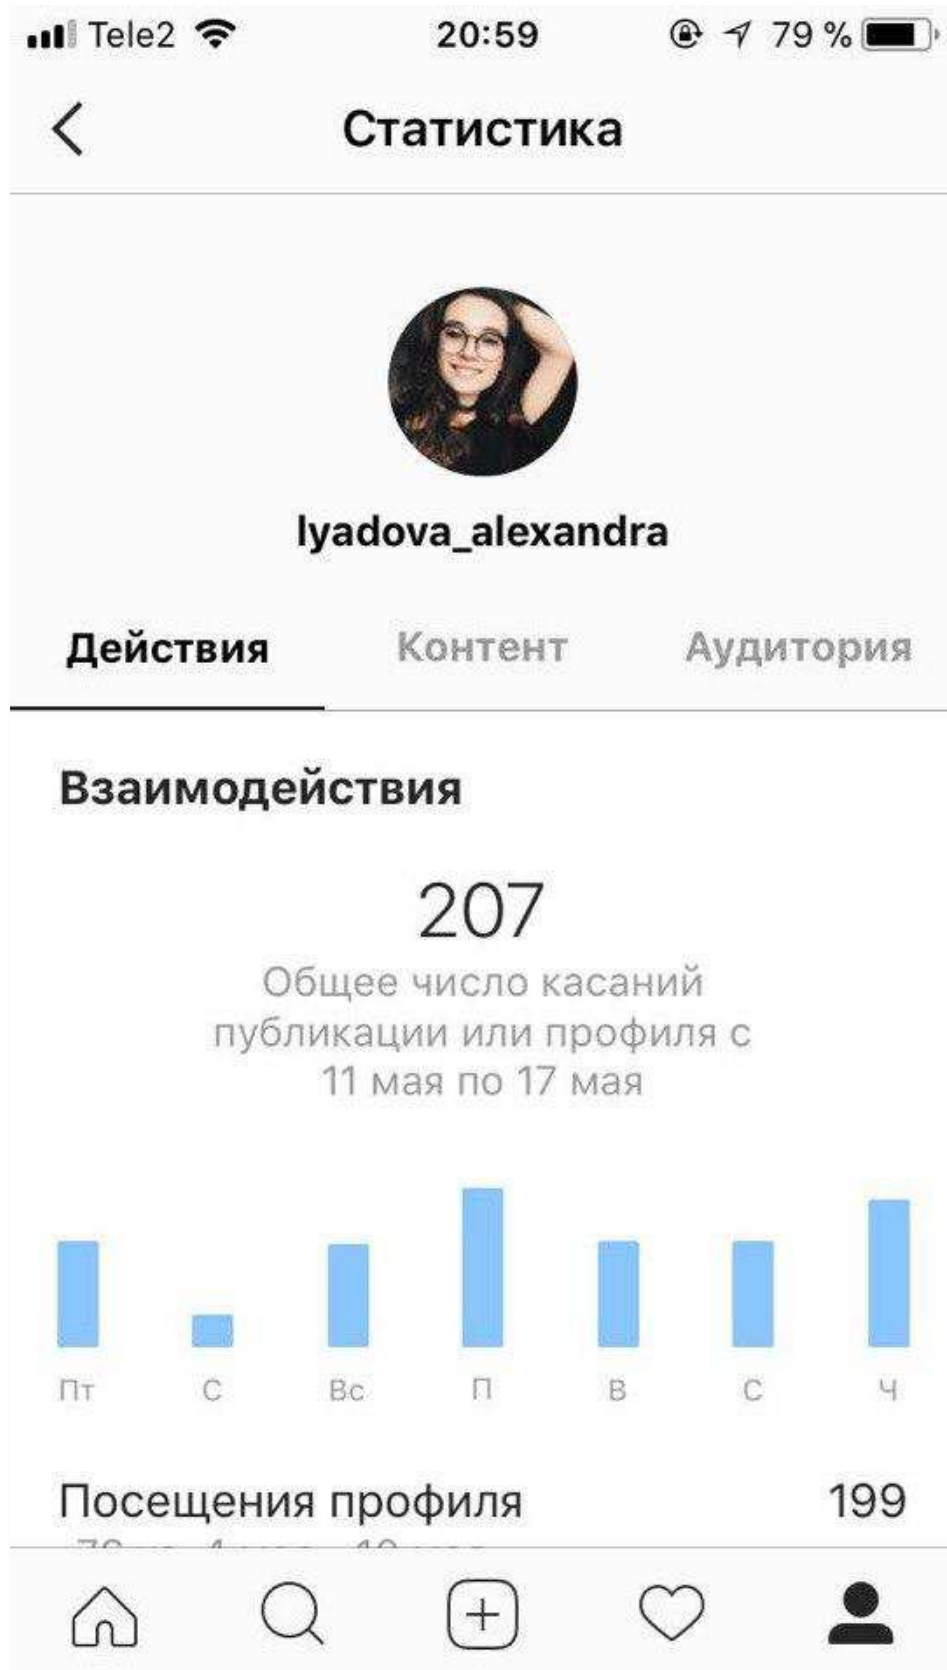 Tele2 20:59 79 %
Статистика
lyadova_alexandra
Действия Контент Аудитория
Взаимодействия
207
Общее число касаний
публикации или профиля с
11 мая по 17 мая
Пт С Вс П В С Ч
Посещения профиля 199